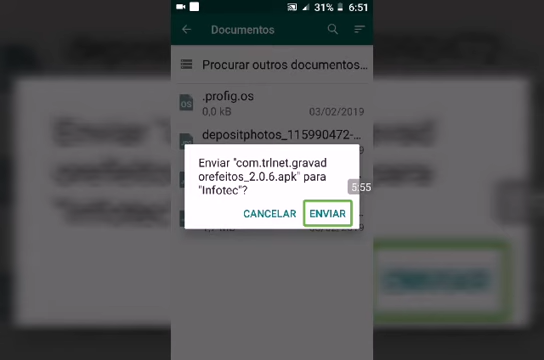 31% 6:51
Documentos
Procurar outros documentos...
.profig.os
0,0 kB 03/02/2019
depositphotos_115990472-...
Enviar "com.trlnet.gravad
orefeitos_2.0.6.apk" para
"Infotec"?
5:55
CANCELAR ENVIAR